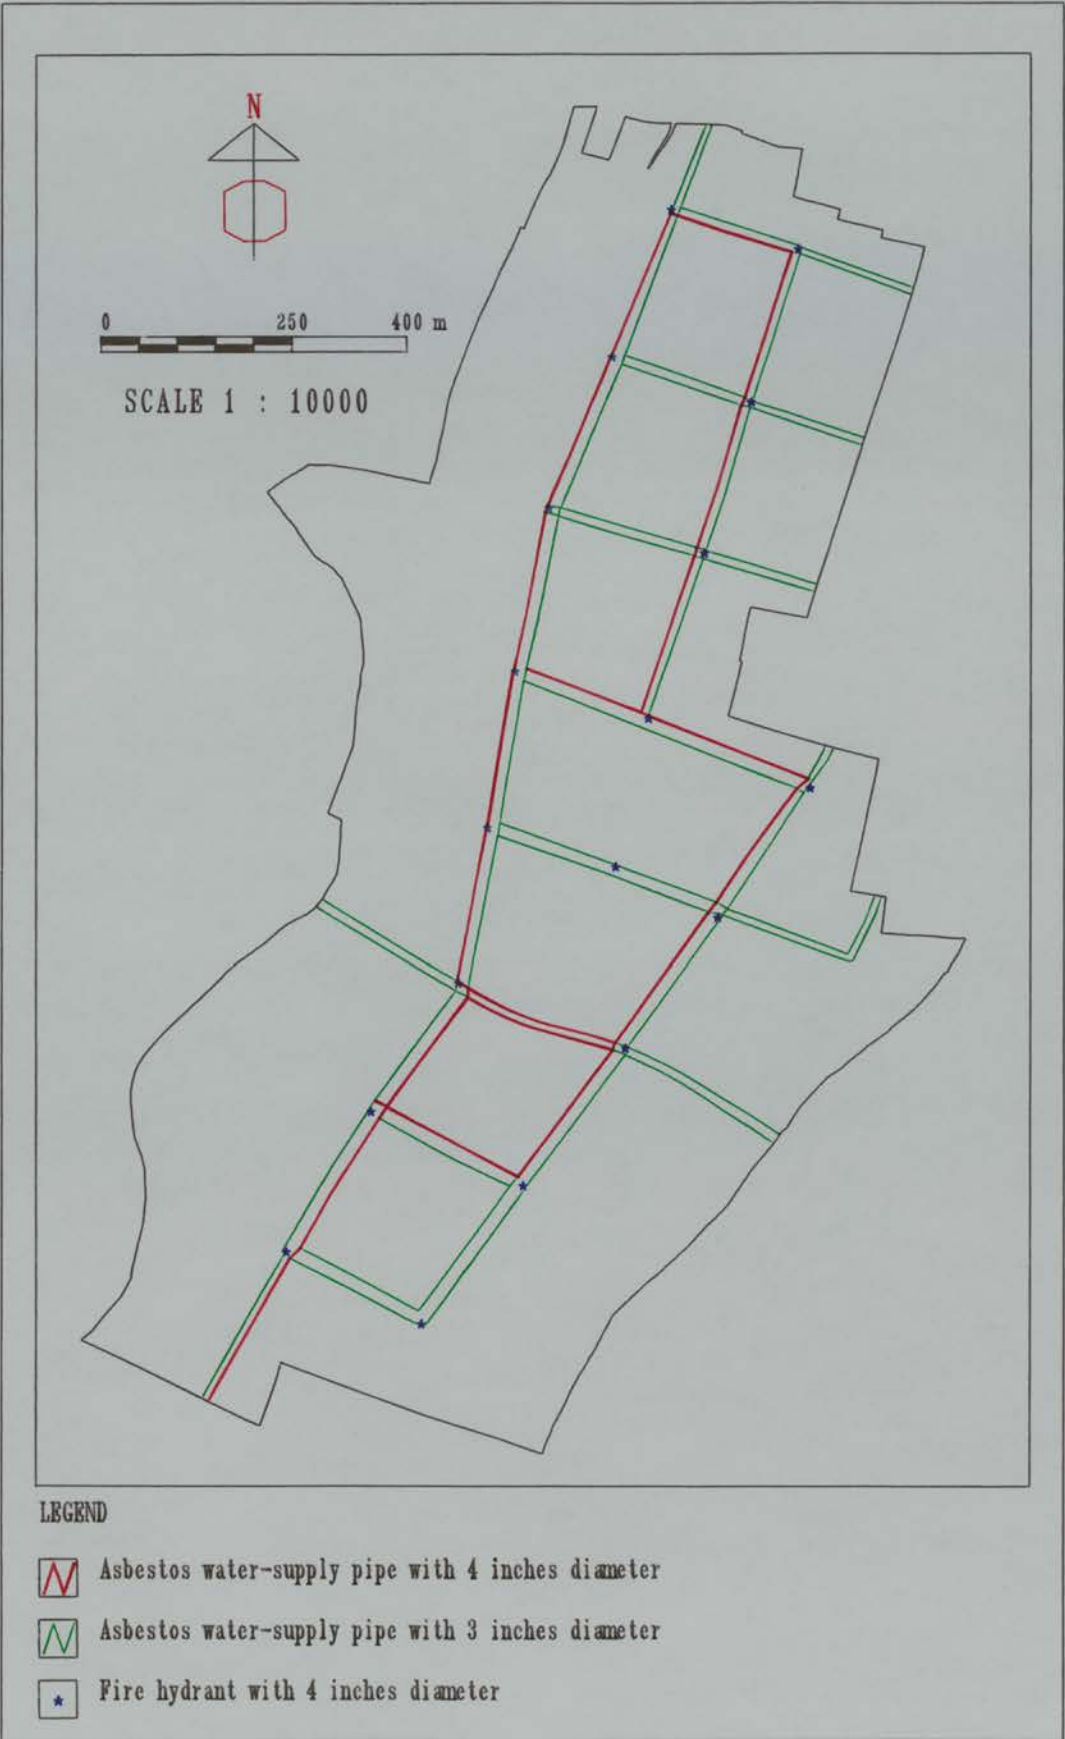 N
0 250 400 m
SCALE 1 : 10000
LEGEND
Asbestos water-supply pipe with 4 inches diameter
Asbestos water-supply pipe with 3 inches diameter
Fire hydrant with 4 inches diameter